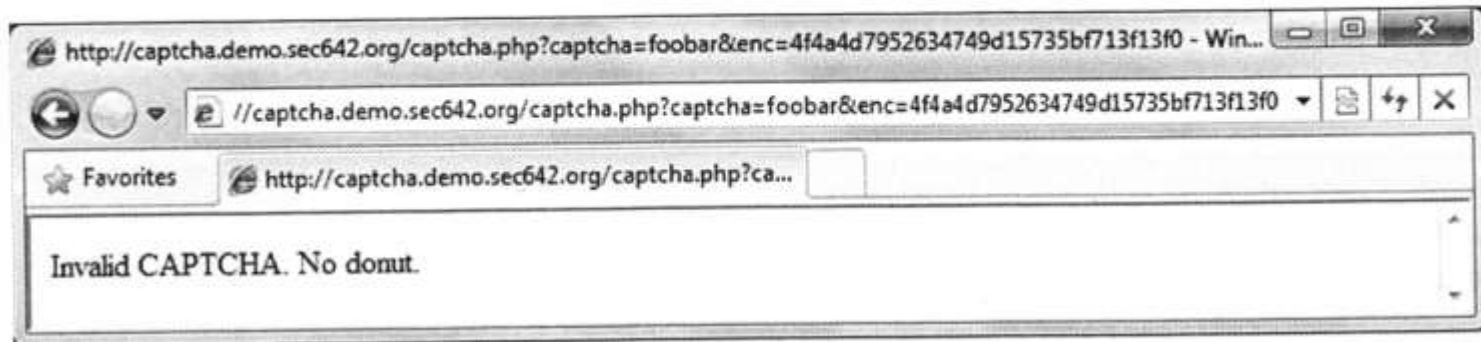 http://captcha.demo.sec642.org/captcha.php?captcha=foobar&enc=4f4a4d7952634749d15735bf713f13f0 - Win...
//captcha.demo.sec642.org/captcha.php?captcha=foobar&enc=4f4a4d7952634749d15735bf713f13f0
Favorites http://captcha.demo.sec642.org/captcha.php?ca...
Invalid CAPTCHA. No donut.